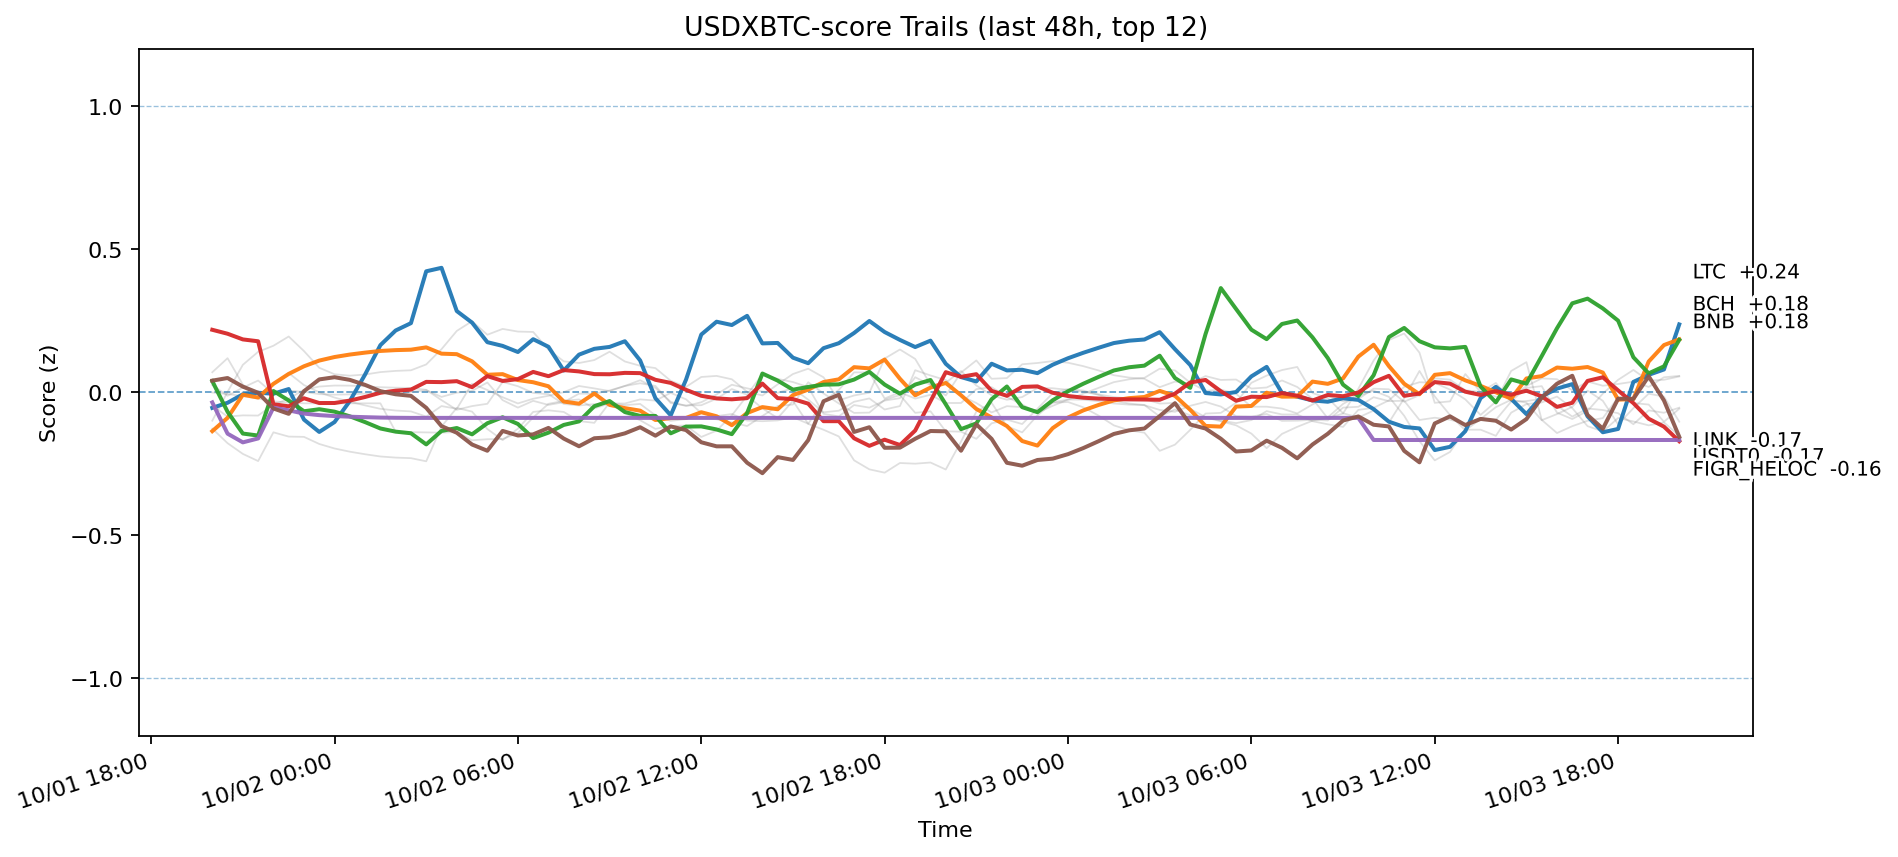 USDXBTC-score Trails (last 48h, top 12)
Score (z)
1.0
0.5
0.0
−0.5
−1.0
LTC +0.24
BCH +0.18
BNB +0.18
LINK -0.17
USDT0 -0.17
FIGR_HELOC -0.16
10/01 18:00
10/02 00:00
10/02 06:00
10/02 12:00
10/02 18:00
10/03 00:00
10/03 06:00
10/03 12:00
10/03 18:00
Time